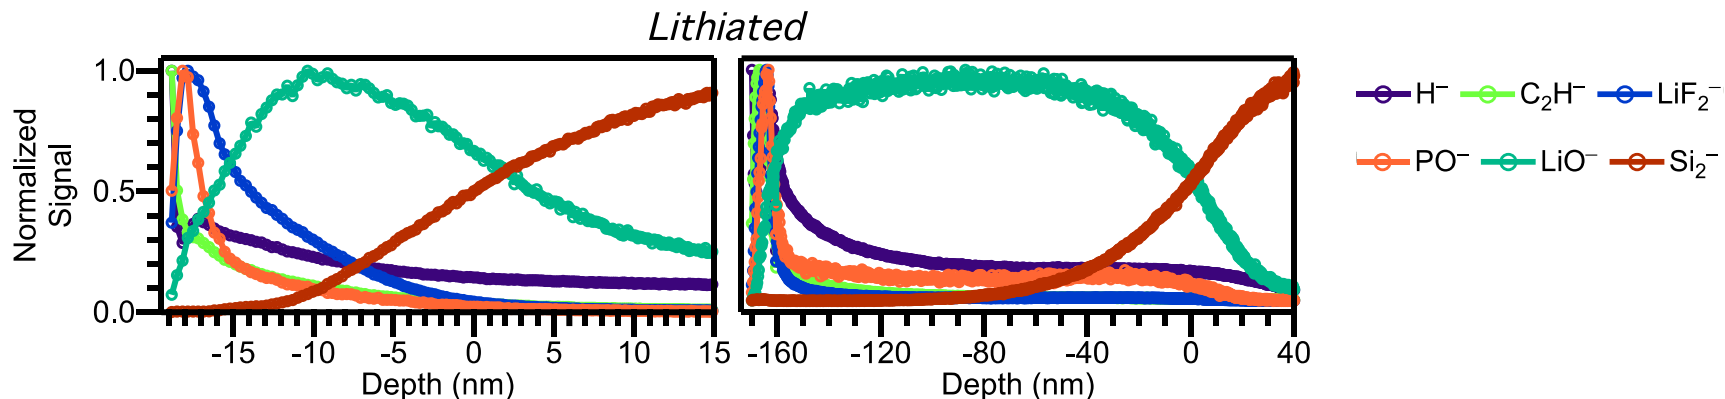 Lithiated
Normalized
Signal
1.0
0.5
0.0
-15 -10 -5 0 5 10 15
Depth (nm)
-160 -120 -80 -40 0 40
Depth (nm)
H⁻ C₂H⁻ LiF₂⁻
PO⁻ LiO⁻ Si₂⁻